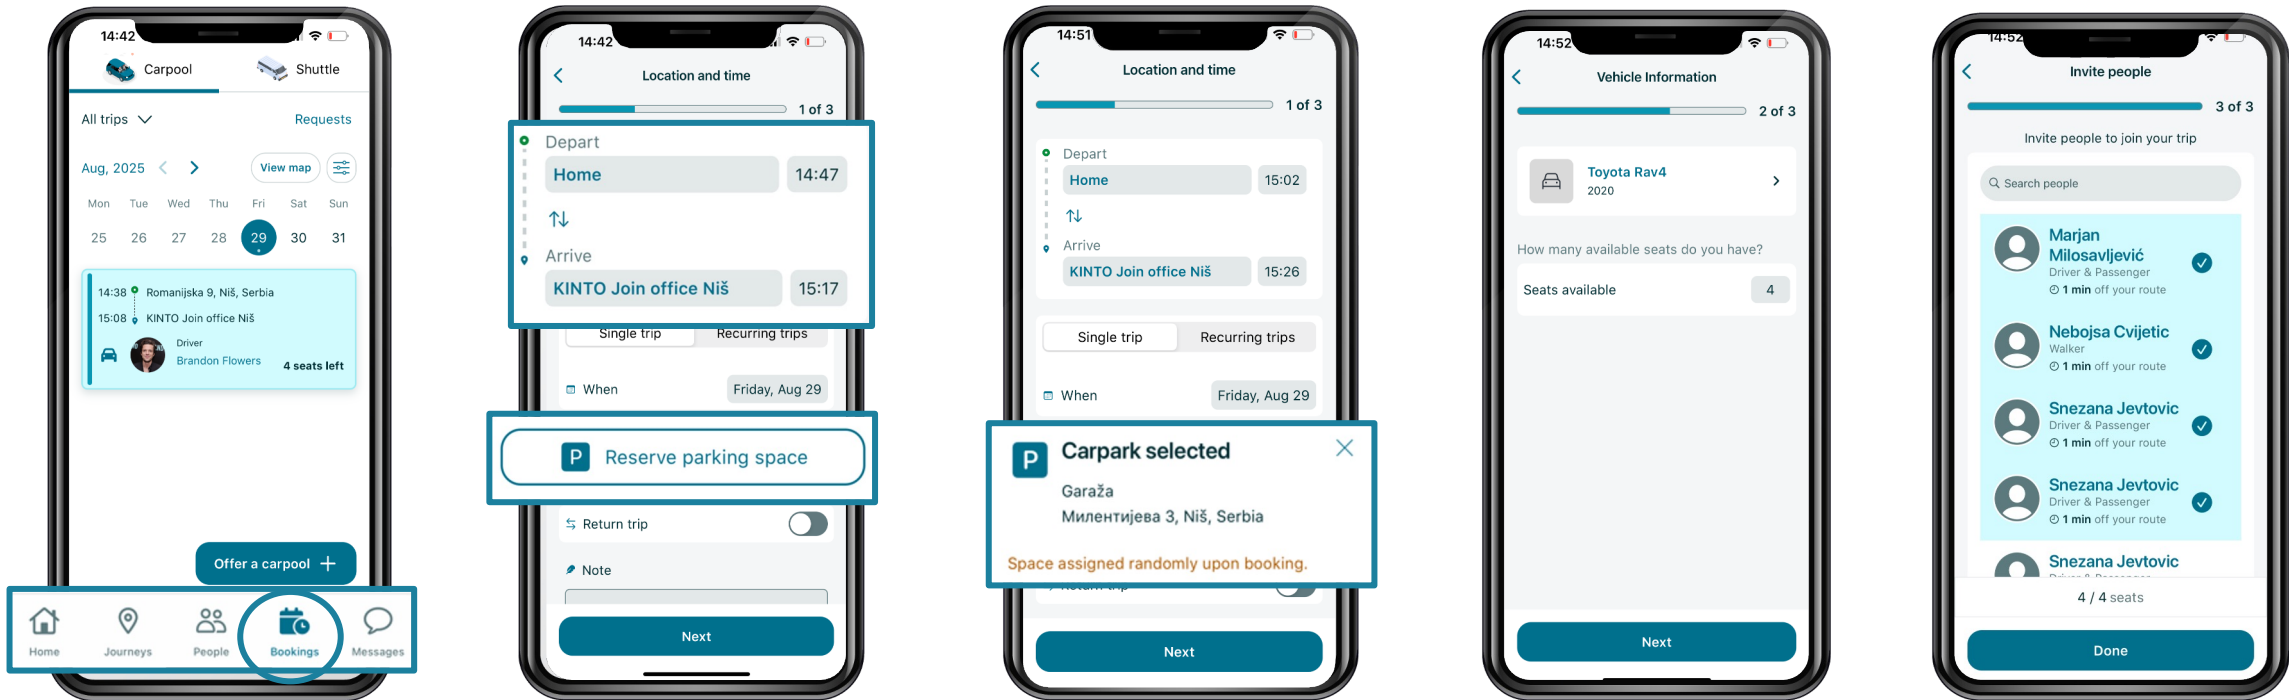 14:42
Carpool
Shuttle
All trips
Requests
Aug, 2025
View map
Mon Tue Wed Thu Fri Sat Sun
25 26 27 28 29 30 31
14:38 Romanijska 9, Niš, Serbia
15:08 KINTO Join office Niš
Driver
Brandon Flowers
4 seats left
Offer a carpool
Home
Journeys
People
Bookings
Messages
14:42
Location and time
1 of 3
Depart
Home 14:47
Arrive
KINTO Join office Niš 15:17
Single trip
Recurring trips
When
Friday, Aug 29
P Reserve parking space
Return trip
Note
Next
14:51
Location and time
1 of 3
Depart
Home 15:02
Arrive
KINTO Join office Niš 15:26
Single trip
Recurring trips
When
Friday, Aug 29
P Carpark selected
Garaža
Милентијева 3, Niš, Serbia
Space assigned randomly upon booking.
Return trip
Next
14:52
Vehicle Information
2 of 3
Toyota Rav4
2020
How many available seats do you have?
Seats available 4
Next
14:52
Invite people
3 of 3
Invite people to join your trip
Search people
Marjan
Milosavljević
Driver & Passenger
1 min off your route
Nebojsa Cvijetic
Walker
1 min off your route
Snezana Jevtovic
Driver & Passenger
1 min off your route
Snezana Jevtovic
Driver & Passenger
1 min off your route
Snezana Jevtovic
Driver & Passenger
4 / 4 seats
Done